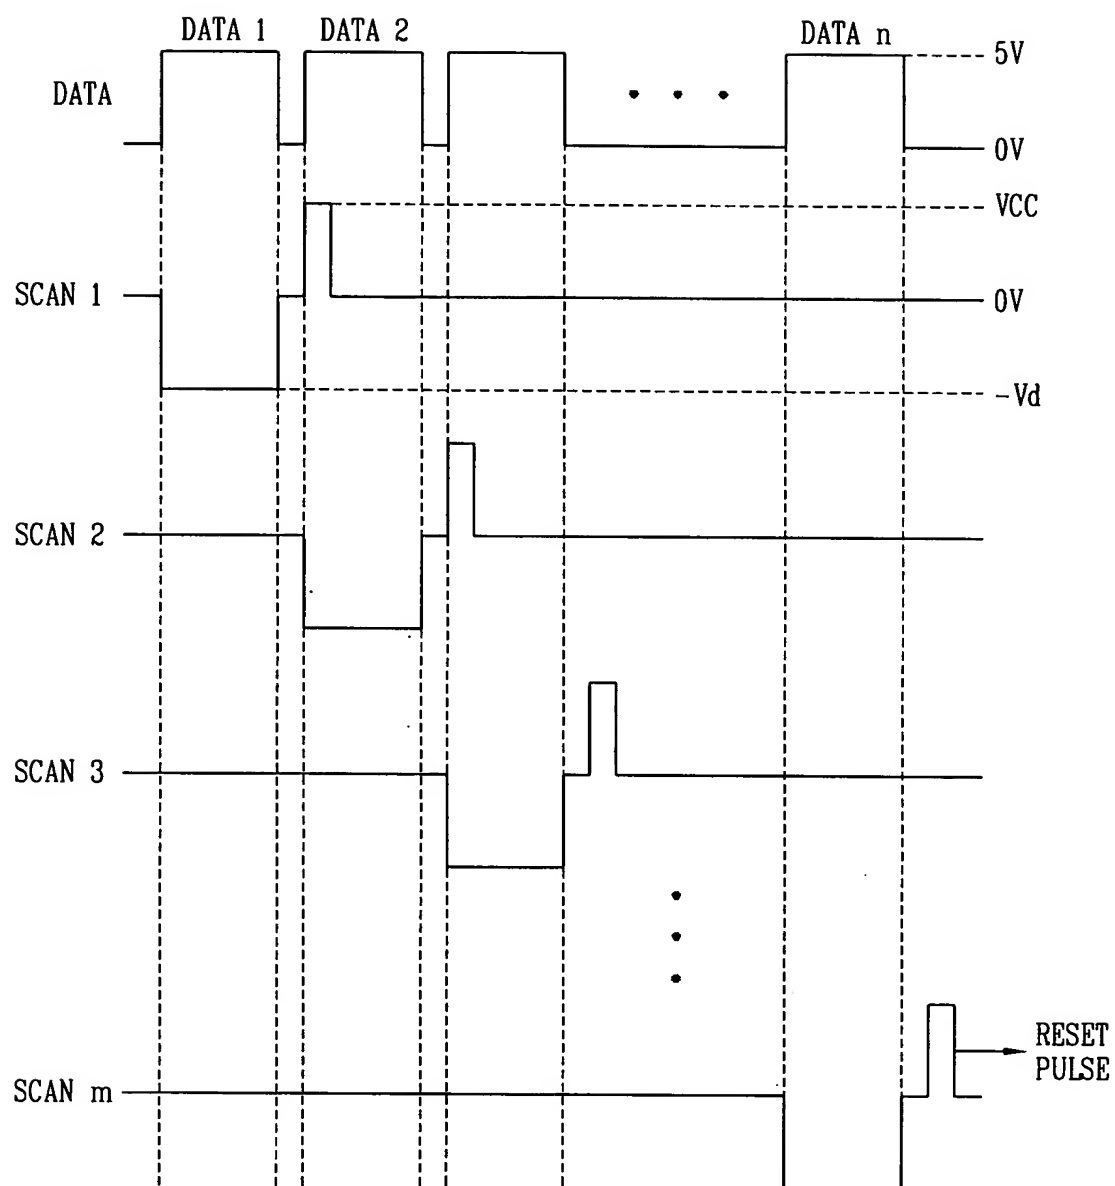 DATA 1 DATA 2 DATA n
5V
DATA
0V
VCC
SCAN 1
0V
-Vd
SCAN 2
SCAN 3
RESET
PULSE
SCAN m